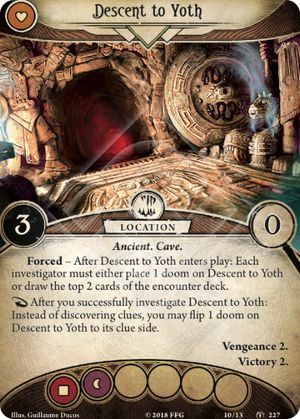 Descent to Yoth
3
LOCATION
0
Ancient. Cave.
Forced – After Descent to Yoth enters play: Each
investigator must either place 1 doom on Descent to Yoth
or draw the top 2 cards of the encounter deck.
After you successfully investigate Descent to Yoth:
Instead of discovering clues, you may flip 1 doom
on Descent to Yoth to its clue side.
Vengeance 2.
Victory 2.
Illus. Guillaume Ducos
© 2018 FFG
10/13
227